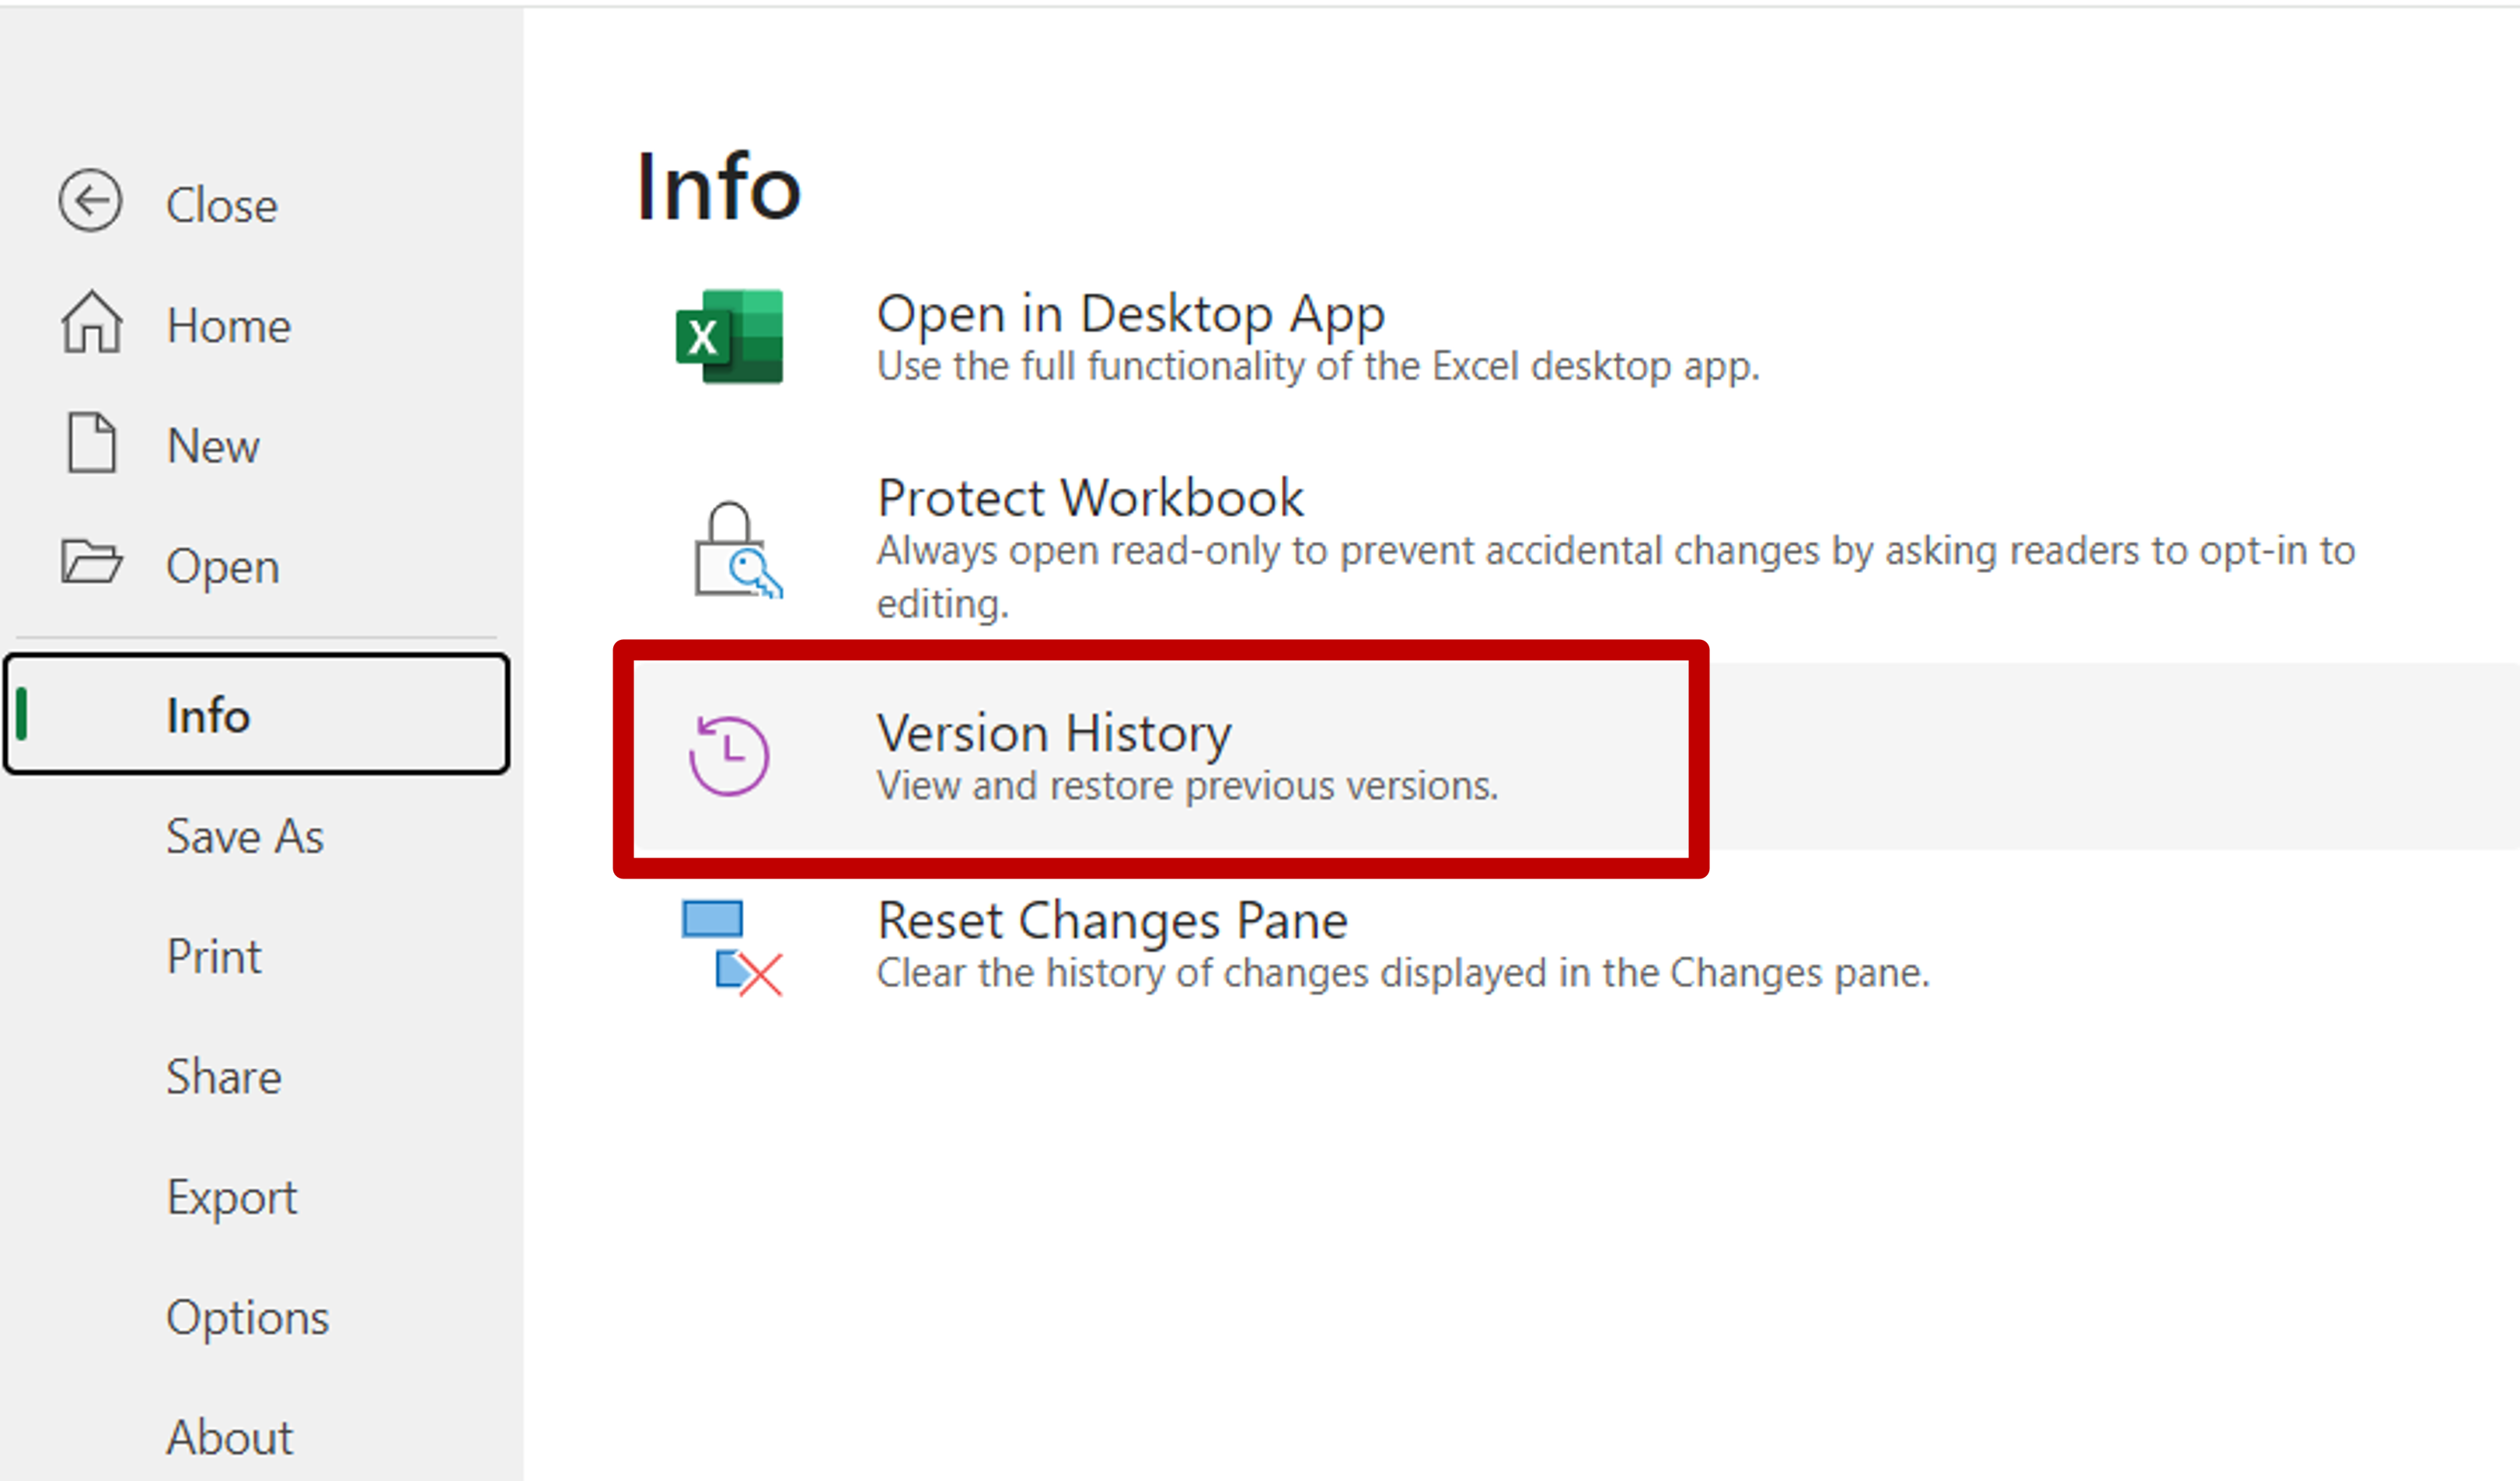 Close
Home
New
Open
Info
Save As
Print
Share
Export
Options
About
Info
X
Open in Desktop App
Use the full functionality of the Excel desktop app.
Protect Workbook
Always open read-only to prevent accidental changes by asking readers to opt-in to
editing.
Version History
View and restore previous versions.
Reset Changes Pane
Clear the history of changes displayed in the Changes pane.